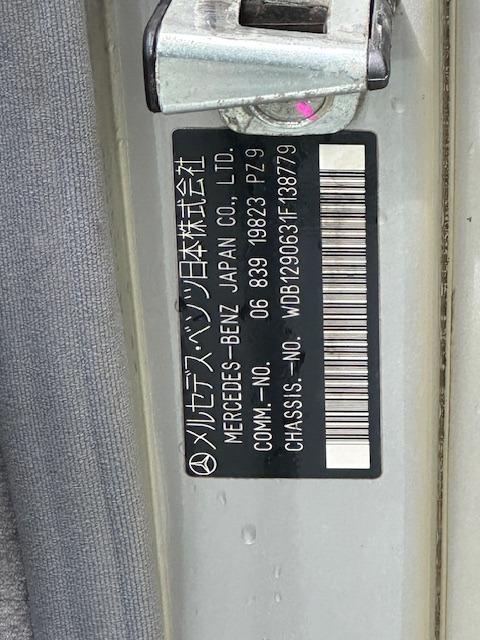 メルセデス・ベンツ日本株式会社
MERCEDES-BENZ JAPAN CO., LTD.
COMM.-NO. 06 839 19823 PZ9
CHASSIS.-NO. WDB1290631F138779